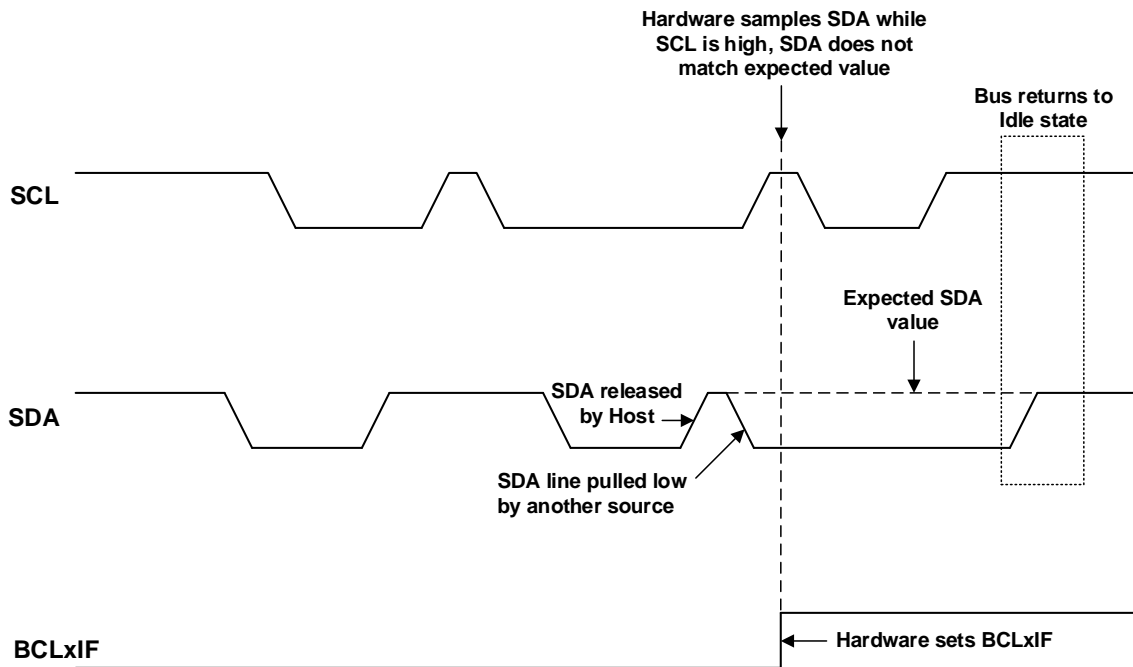 Hardware samples SDA while
SCL is high, SDA does not
match expected value
Bus returns to
Idle state
SCL
Expected SDA
value
SDA released
by Host
SDA
SDA line pulled low
by another source
BCLxIF
Hardware sets BCLxIF